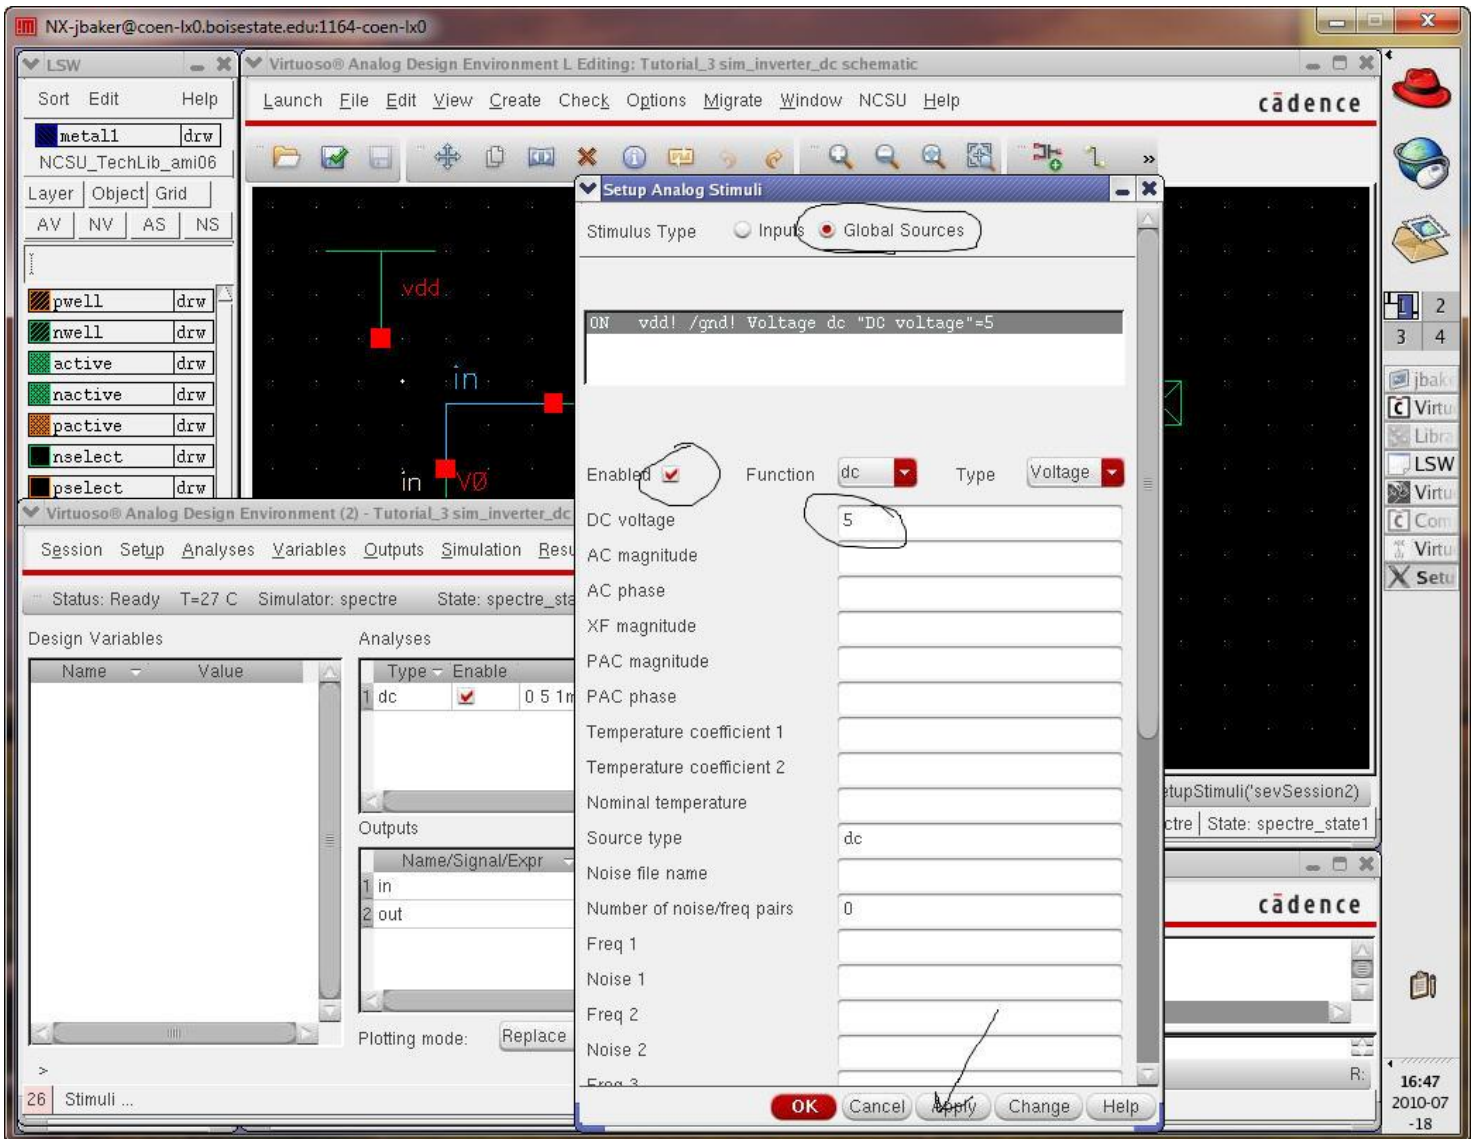 NX-jbaker@coen-lx0.boisestate.edu:1164-coen-lx0
LSW
Sort Edit Help
metal1 drw
NCSU_TechLib_ami06
Layer Object Grid
AV NV AS NS
pwell drw
nwell drw
active drw
nactive drw
pactive drw
nselect drw
pselect drw
Virtuoso® Analog Design Environment L Editing: Tutorial_3 sim_inverter_dc schematic
Launch File Edit View Create Check Options Migrate Window NCSU Help
cādence
»
vdd
in
in
V0
Setup Analog Stimuli
Stimulus Type Inputs Global Sources
ON vdd! /gnd! Voltage dc "DC voltage"=5
Enabled Function dc Type Voltage
DC voltage 5
AC magnitude
AC phase
XF magnitude
PAC magnitude
PAC phase
Temperature coefficient 1
Temperature coefficient 2
Nominal temperature
Source type dc
Noise file name
Number of noise/freq pairs 0
Freq 1
Noise 1
Freq 2
Noise 2
Freq 3
OK Cancel Apply Change Help
Virtuoso® Analog Design Environment (2) - Tutorial_3 sim_inverter_dc
Session Setup Analyses Variables Outputs Simulation Resu
Status: Ready T=27 C Simulator: spectre State: spectre_sta
Design Variables
Name Value
Analyses
Type Enable
1 dc 0 5 1m
Outputs
Name/Signal/Expr
1 in
2 out
Plotting mode: Replace
>
26 Stimuli ...
etupStimuli('sevSession2)
ctre State: spectre_state1
cādence
R:
2
3 4
jbak
Virtu
Libra
LSW
Virtu
Com
Virtu
Setu
16:47
2010-07
-18